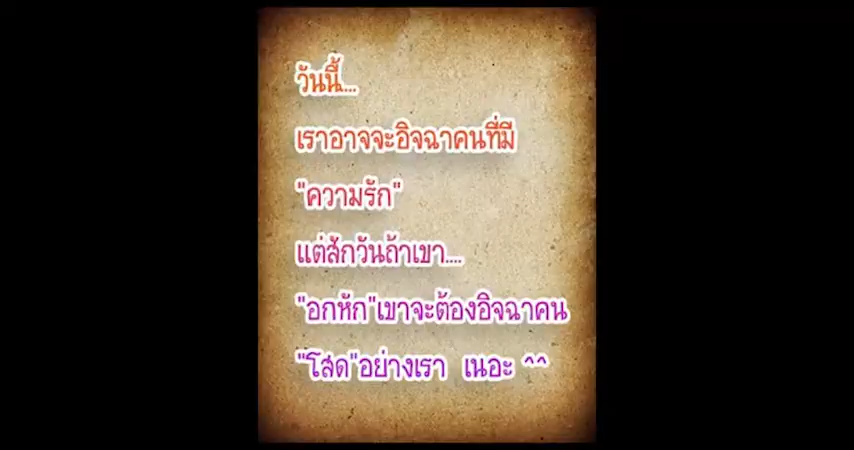 วันนี้...
เราอาจจะอิจฉาคนที่มี
"ความรัก"
แต่สักวันถ้าเขา....
"อกหัก"เขาจะต้องอิจฉาคน
"โสด"อย่างเรา เนอะ ^^